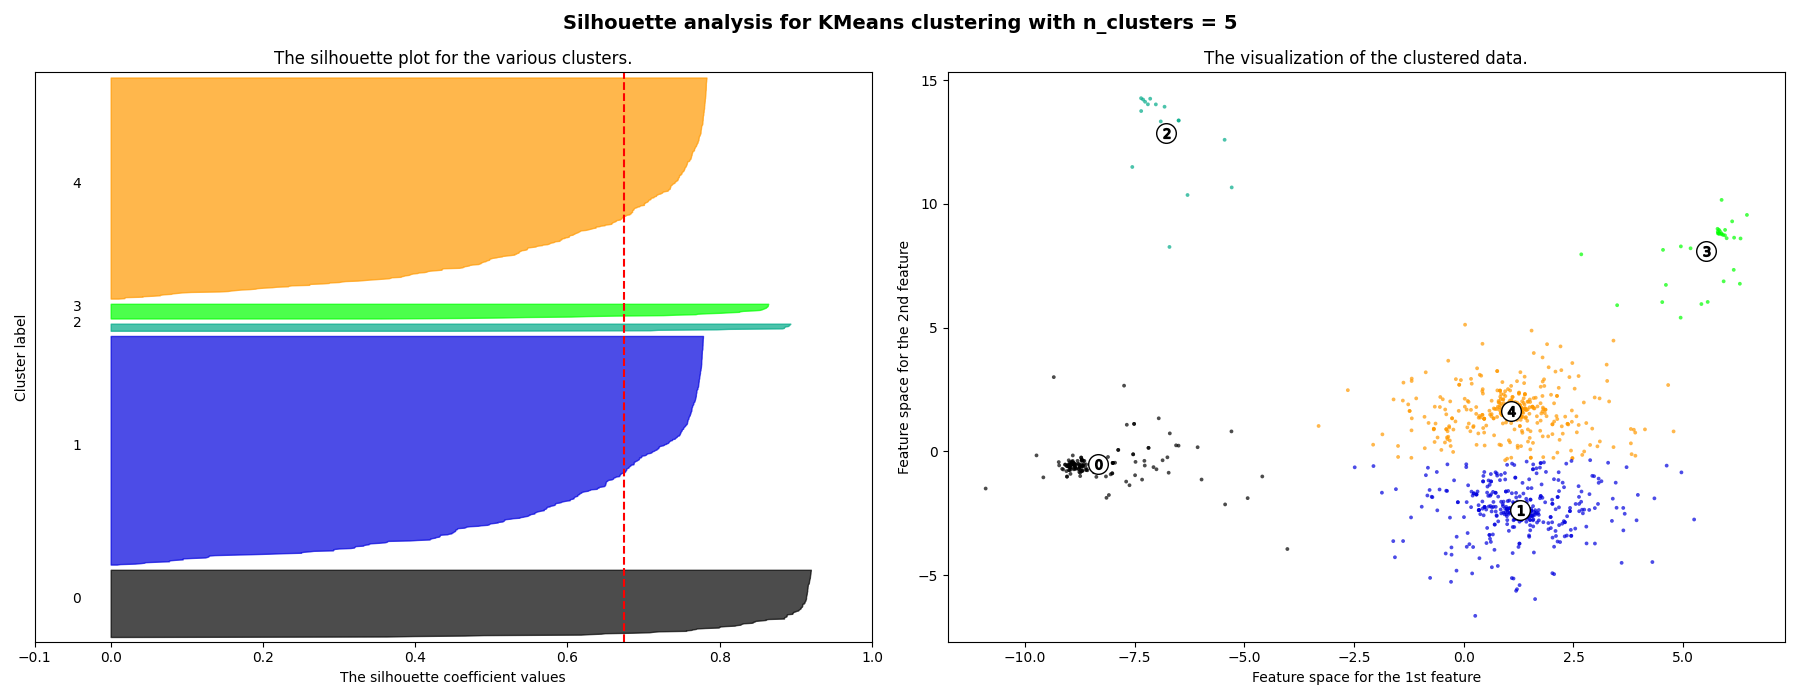 Silhouette analysis for KMeans clustering with n_clusters = 5
The silhouette plot for the various clusters.
Cluster label
4
3
2
1
0
−0.1 0.0 0.2 0.4 0.6 0.8 1.0
The silhouette coefficient values
The visualization of the clustered data.
Feature space for the 2nd feature
15
10
5
0
−5
2
3
4
0
1
−10.0 −7.5 −5.0 −2.5 0.0 2.5 5.0
Feature space for the 1st feature